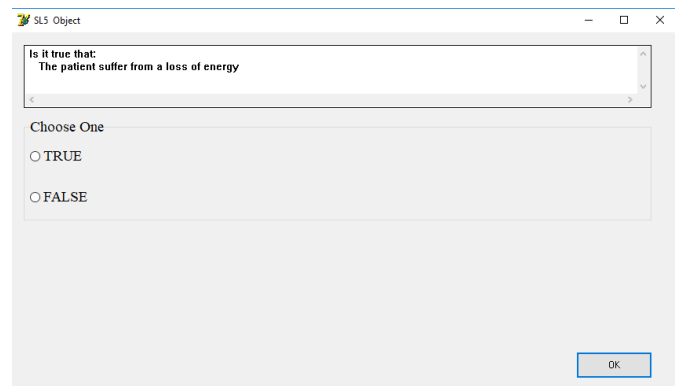 SL5 Object
Is it true that:
The patient suffer from a loss of energy
Choose One
TRUE
FALSE
OK